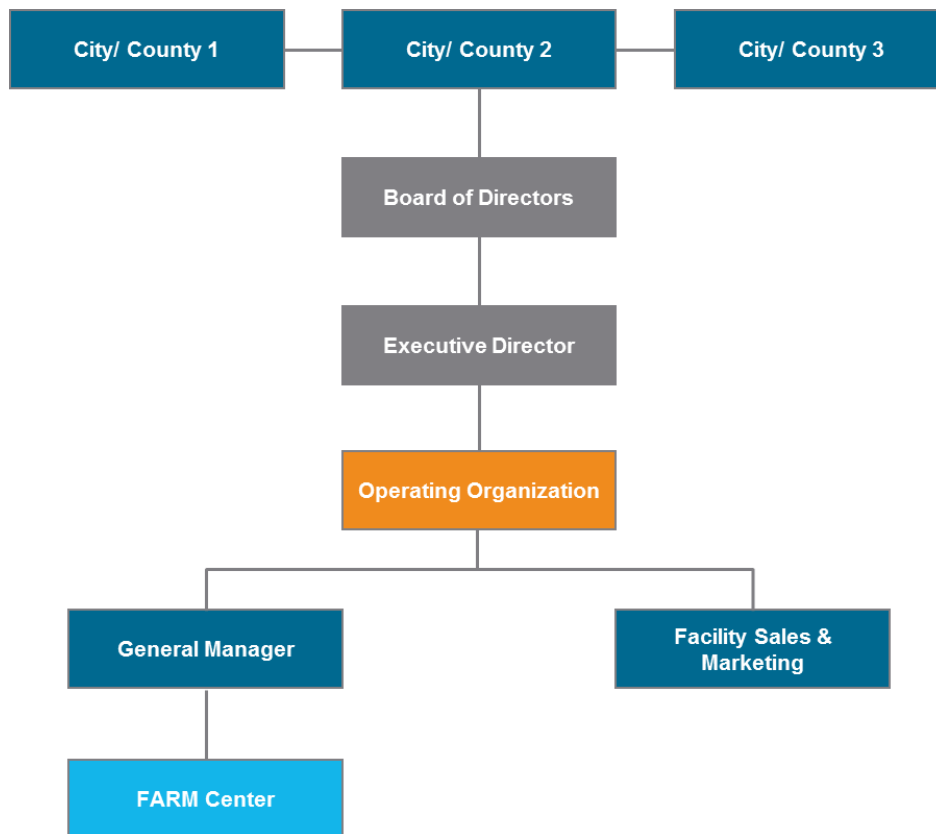 City/ County 1
City/ County 2
City/ County 3
Board of Directors
Executive Director
Operating Organization
General Manager
Facility Sales &
Marketing
FARM Center